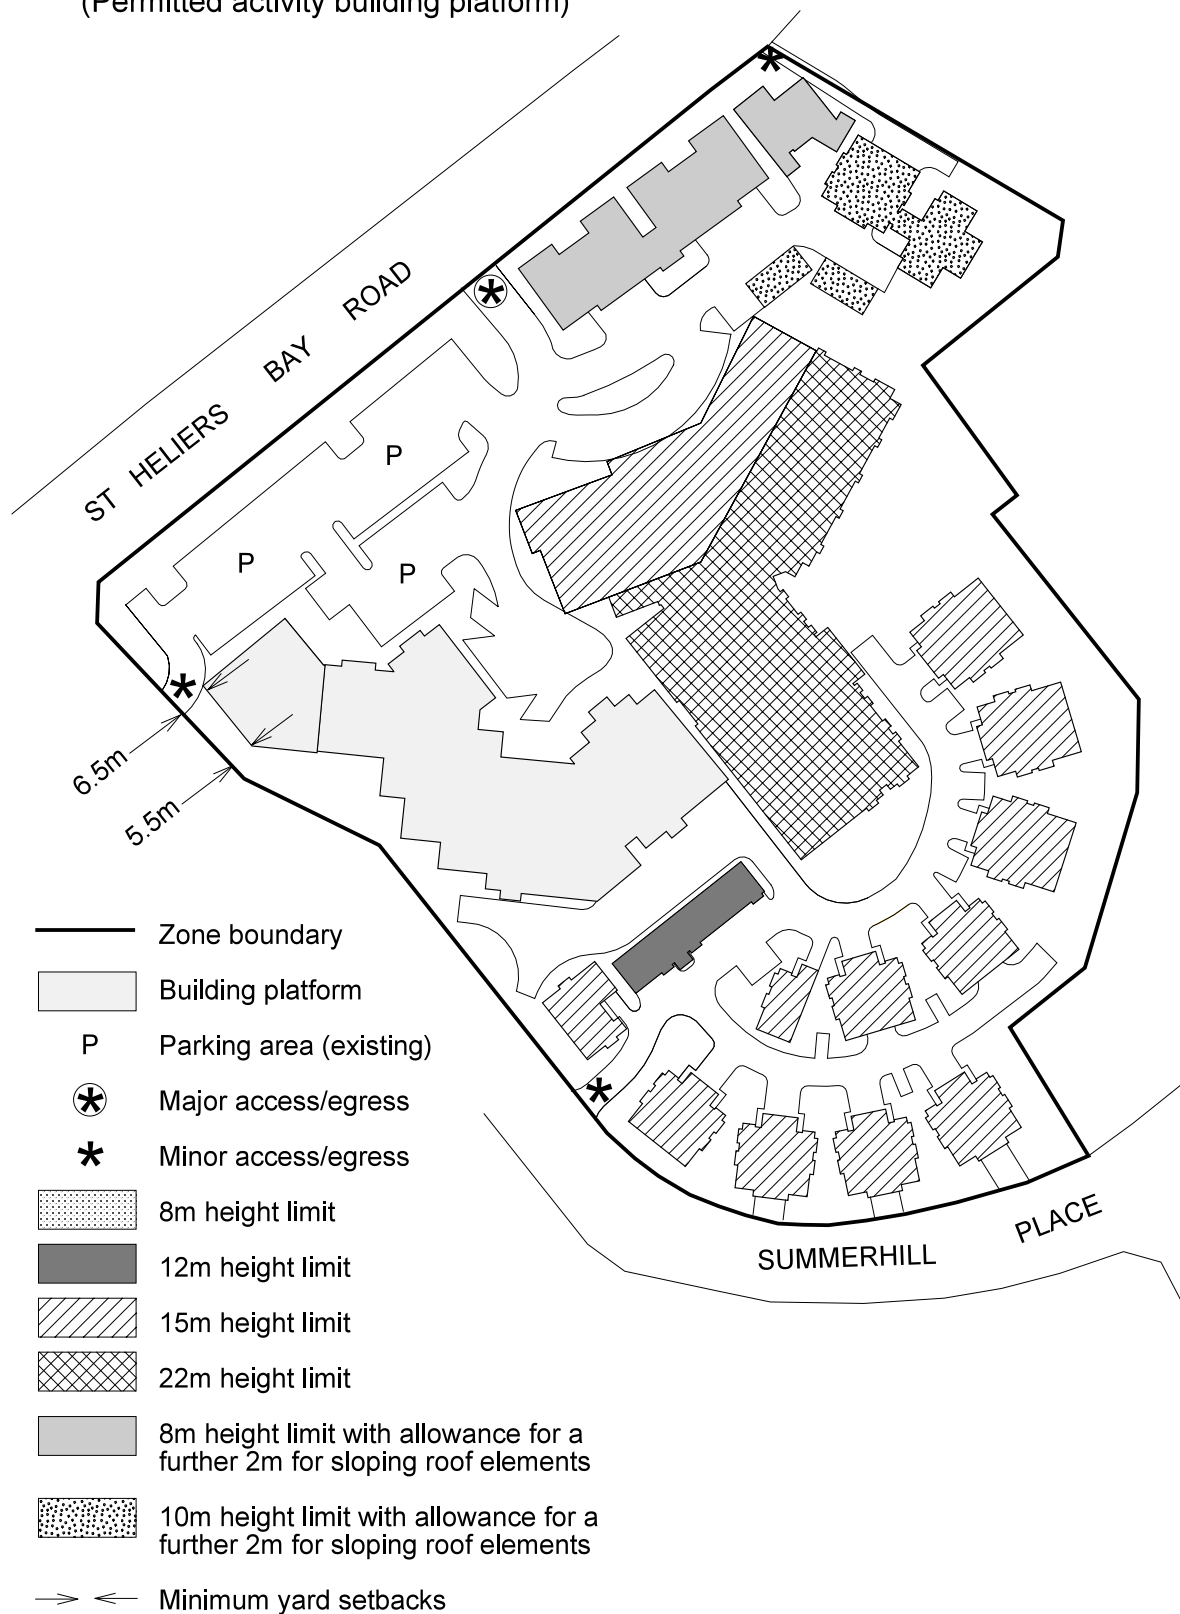 (Permitted activity building platform)
ST HELIERS BAY ROAD
P
P
P
6.5m
5.5m
SUMMERHILL PLACE
Zone boundary
Building platform
P Parking area (existing)
Major access/egress
Minor access/egress
8m height limit
12m height limit
15m height limit
22m height limit
8m height limit with allowance for a
further 2m for sloping roof elements
10m height limit with allowance for a
further 2m for sloping roof elements
Minimum yard setbacks